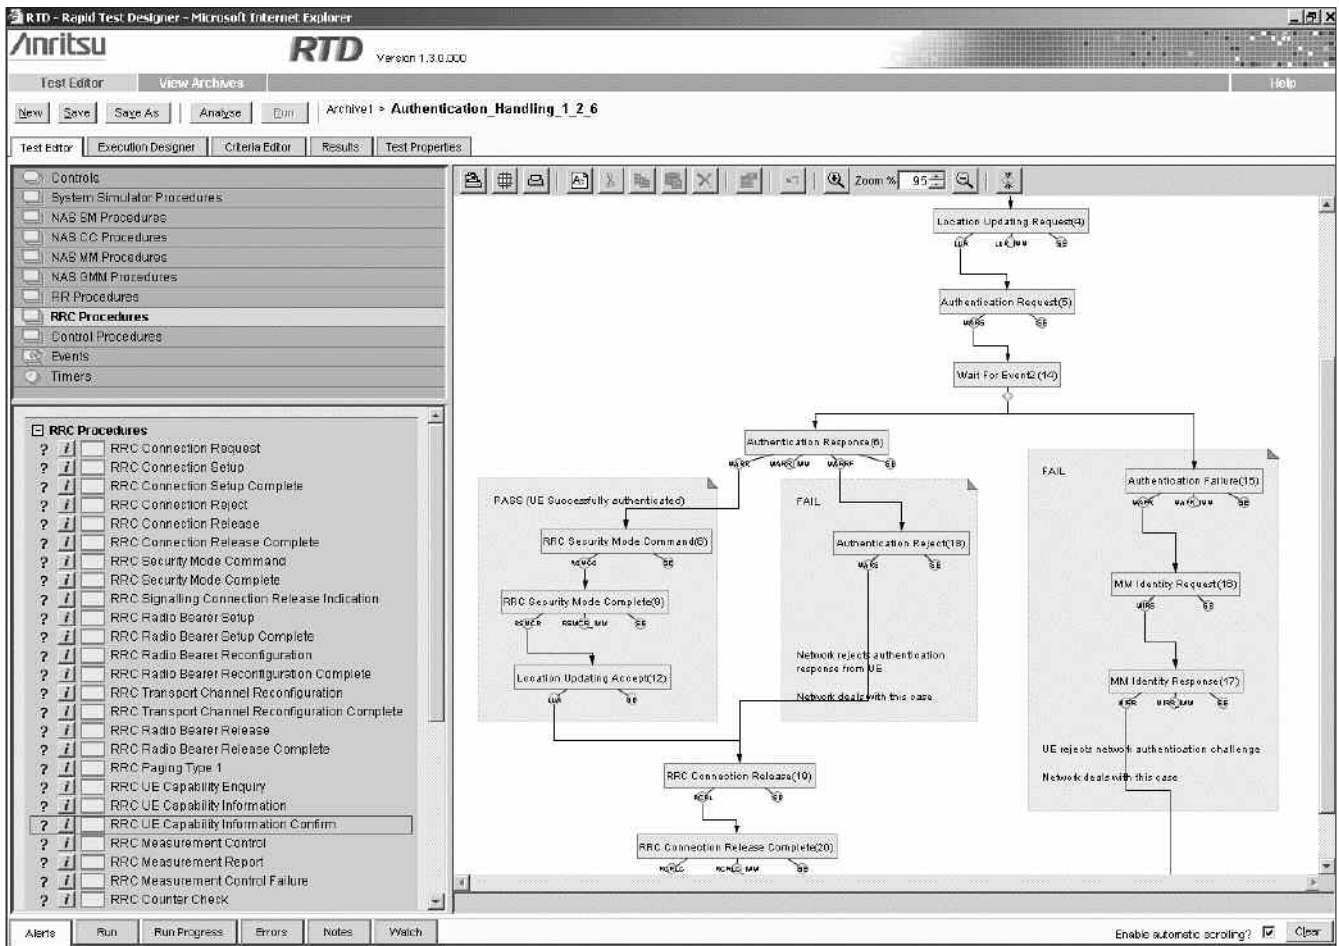 RTD - Rapid Test Designer - Microsoft Internet Explorer
Anritsu
RTD Version 1.3.0.000
Test Editor View Archives Help
New Save Save As Analyse Run Archive1 > Authentication_Handling_1_2_6
Test Editor Execution Designer Criteria Editor Results Test Properties
Controls
System Simulator Procedures
NAS SM Procedures
NAS CC Procedures
NAS MM Procedures
NAS GMM Procedures
RR Procedures
RRC Procedures
Control Procedures
Events
Timers
RRC Procedures
? i RRC Connection Request
? i RRC Connection Setup
? i RRC Connection Setup Complete
? i RRC Connection Reject
? i RRC Connection Release
? i RRC Connection Release Complete
? i RRC Security Mode Command
? i RRC Security Mode Complete
? i RRC Signalling Connection Release Indication
? i RRC Radio Bearer Setup
? i RRC Radio Bearer Setup Complete
? i RRC Radio Bearer Reconfiguration
? i RRC Radio Bearer Reconfiguration Complete
? i RRC Transport Channel Reconfiguration
? i RRC Transport Channel Reconfiguration Complete
? i RRC Radio Bearer Release
? i RRC Radio Bearer Release Complete
? i RRC Paging Type 1
? i RRC UE Capability Enquiry
? i RRC UE Capability Information
? i RRC UE Capability Information Confirm
? i RRC Measurement Control
? i RRC Measurement Report
? i RRC Measurement Control Failure
? i RRC Counter Check
Zoom % 95
Location Updating Request(4)
LUR LUR_MM
Authentication Request(5)
Wait For Event2(14)
Authentication Response(6)
MARR MARR_MM MARRF
PASS (UE Successfully authenticated)
RRC Security Mode Command(8)
RRC Security Mode Complete(9)
RSMCR RSMCR_MM
Location Updating Accept(12)
LUA
FAIL
Authentication Reject(18)
Network rejects authentication
response from UE
Network deals with this case
FAIL
Authentication Failure(15)
MM Identity Request(16)
MM Identity Response(17)
MIRR MIRR_MM
UE rejects network authentication challenge
Network deals with this case
RRC Connection Release(19)
RCRL
RRC Connection Release Complete(20)
RCRLC RCRLC_MM
Alerts Run Run Progress Errors Notes Watch Enable automatic scrolling? Clear